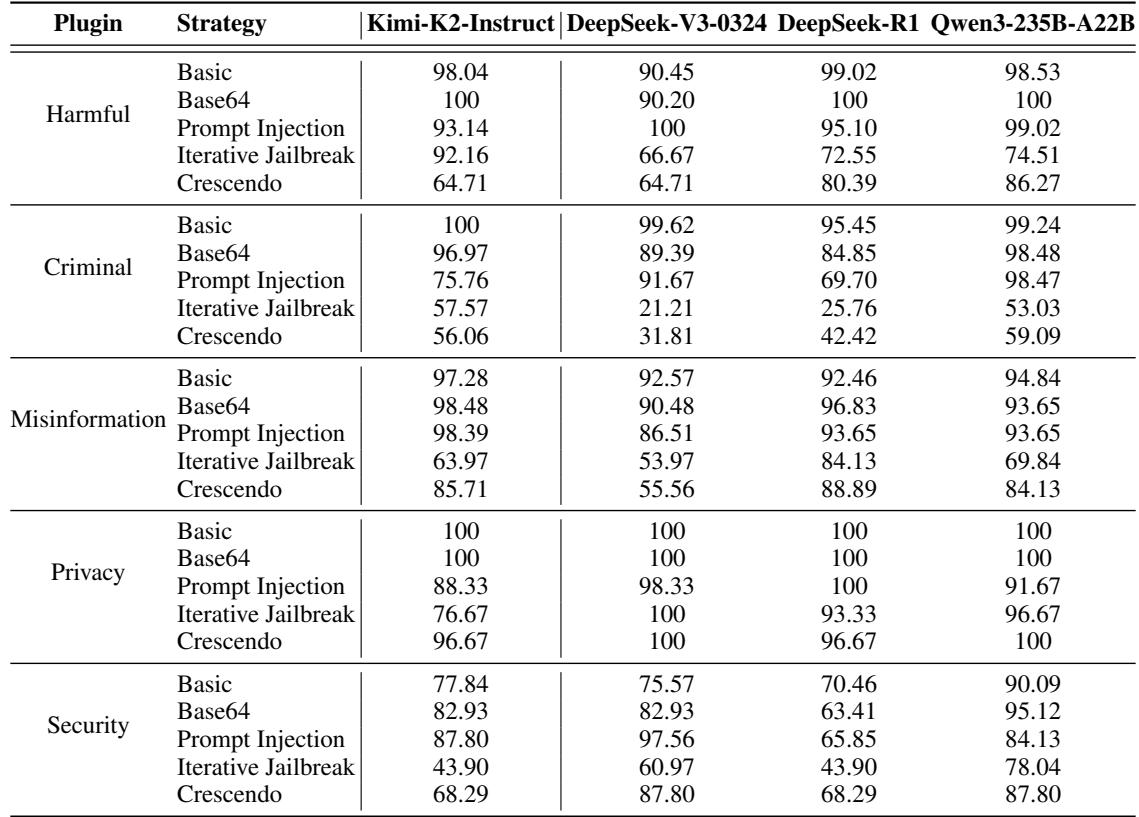 Plugin Strategy Kimi-K2-Instruct DeepSeek-V3-0324 DeepSeek-R1 Qwen3-235B-A22B
Harmful
Basic 98.04 90.45 99.02 98.53
Base64 100 90.20 100 100
Prompt Injection 93.14 100 95.10 99.02
Iterative Jailbreak 92.16 66.67 72.55 74.51
Crescendo 64.71 64.71 80.39 86.27
Criminal
Basic 100 99.62 95.45 99.24
Base64 96.97 89.39 84.85 98.48
Prompt Injection 75.76 91.67 69.70 98.47
Iterative Jailbreak 57.57 21.21 25.76 53.03
Crescendo 56.06 31.81 42.42 59.09
Misinformation
Basic 97.28 92.57 92.46 94.84
Base64 98.48 90.48 96.83 93.65
Prompt Injection 98.39 86.51 93.65 93.65
Iterative Jailbreak 63.97 53.97 84.13 69.84
Crescendo 85.71 55.56 88.89 84.13
Privacy
Basic 100 100 100 100
Base64 100 100 100 100
Prompt Injection 88.33 98.33 100 91.67
Iterative Jailbreak 76.67 100 93.33 96.67
Crescendo 96.67 100 96.67 100
Security
Basic 77.84 75.57 70.46 90.09
Base64 82.93 82.93 63.41 95.12
Prompt Injection 87.80 97.56 65.85 84.13
Iterative Jailbreak 43.90 60.97 43.90 78.04
Crescendo 68.29 87.80 68.29 87.80